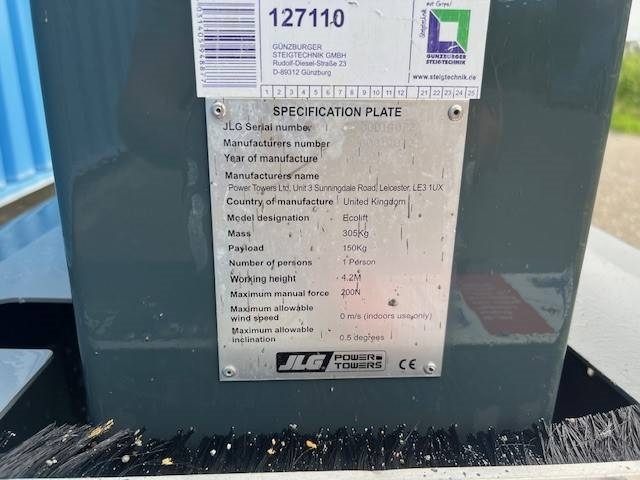 127110
GÜNZBURGER
STEIGTECHNIK GMBH
Rudolf-Diesel-Straße 23
D-89312 Günzburg
GÜNZBURGER
STEIGTECHNIK
www.steigtechnik.de
1 2 3 4 5 6 7 8 9 10 11 12 21 22 23 24 25
SPECIFICATION PLATE
JLG Serial number
Manufacturers number
Year of manufacture
Manufacturers name
Power Towers Ltd, Unit 3 Sunningdale Road, Leicester, LE3 1UX
Country of manufacture United Kingdom
Model designation Ecolift
Mass 305Kg
Payload 150Kg
Number of persons 1 Person
Working height 4.2M
Maximum manual force 200N
Maximum allowable
wind speed 0 m/s (indoors use only)
Maximum allowable
inclination 0.5 degrees
JLG POWER TOWERS CE